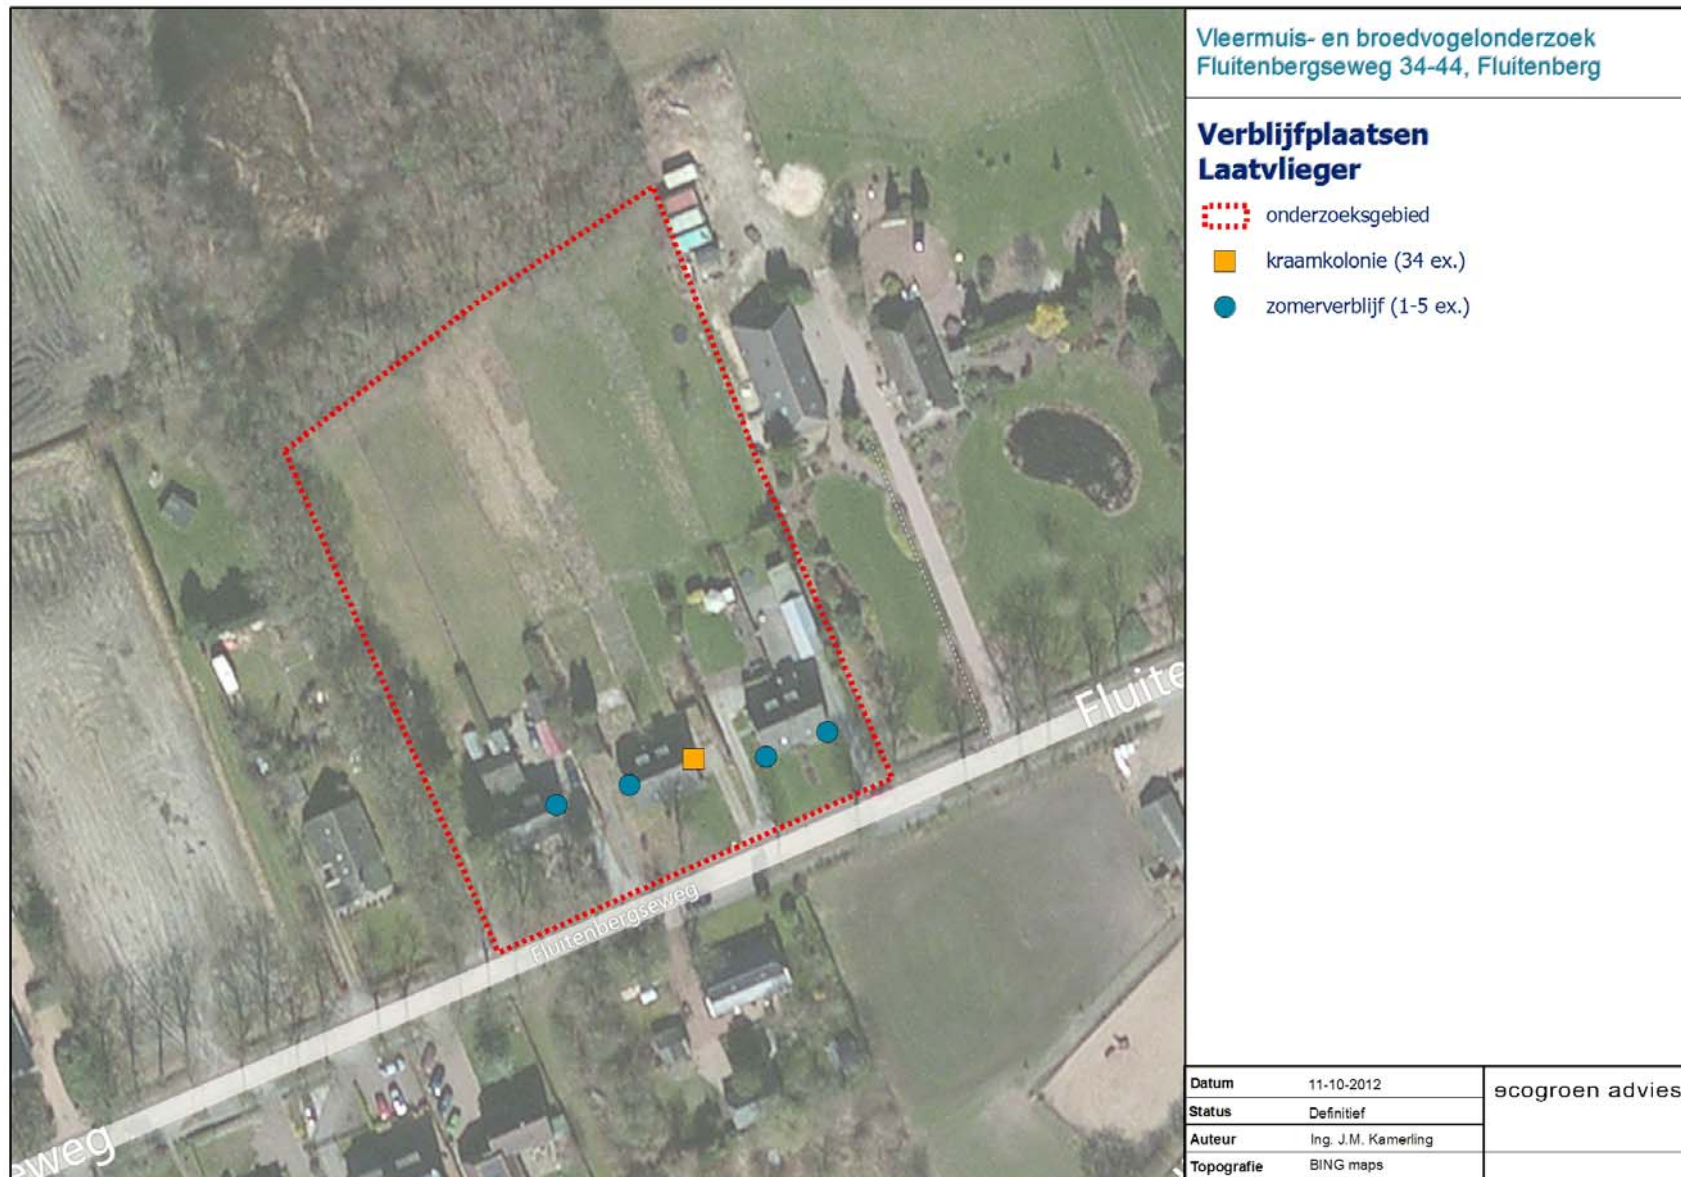 Vleermuis- en broedvogelonderzoek
Fluitenbergseweg 34-44, Fluitenberg
Verblijfplaatsen
Laatvlieger
onderzoeksgebied
kraamkolonie (34 ex.)
zomerverblijf (1-5 ex.)
Fluite
Fluitenbergseweg
eweg
Datum 11-10-2012
Status Definitief
Auteur Ing. J.M. Kamerling
Topografie BING maps
ecogroen advies